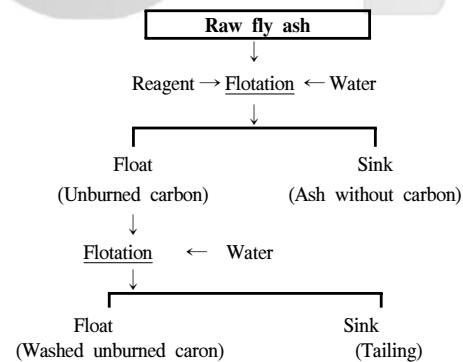 Raw fly ash
↓
Reagent → Flotation ← Water
↓
Float Sink
(Unburned carbon) (Ash without carbon)
↓
Flotation ← Water
↓
Float Sink
(Washed unburned caron) (Tailing)